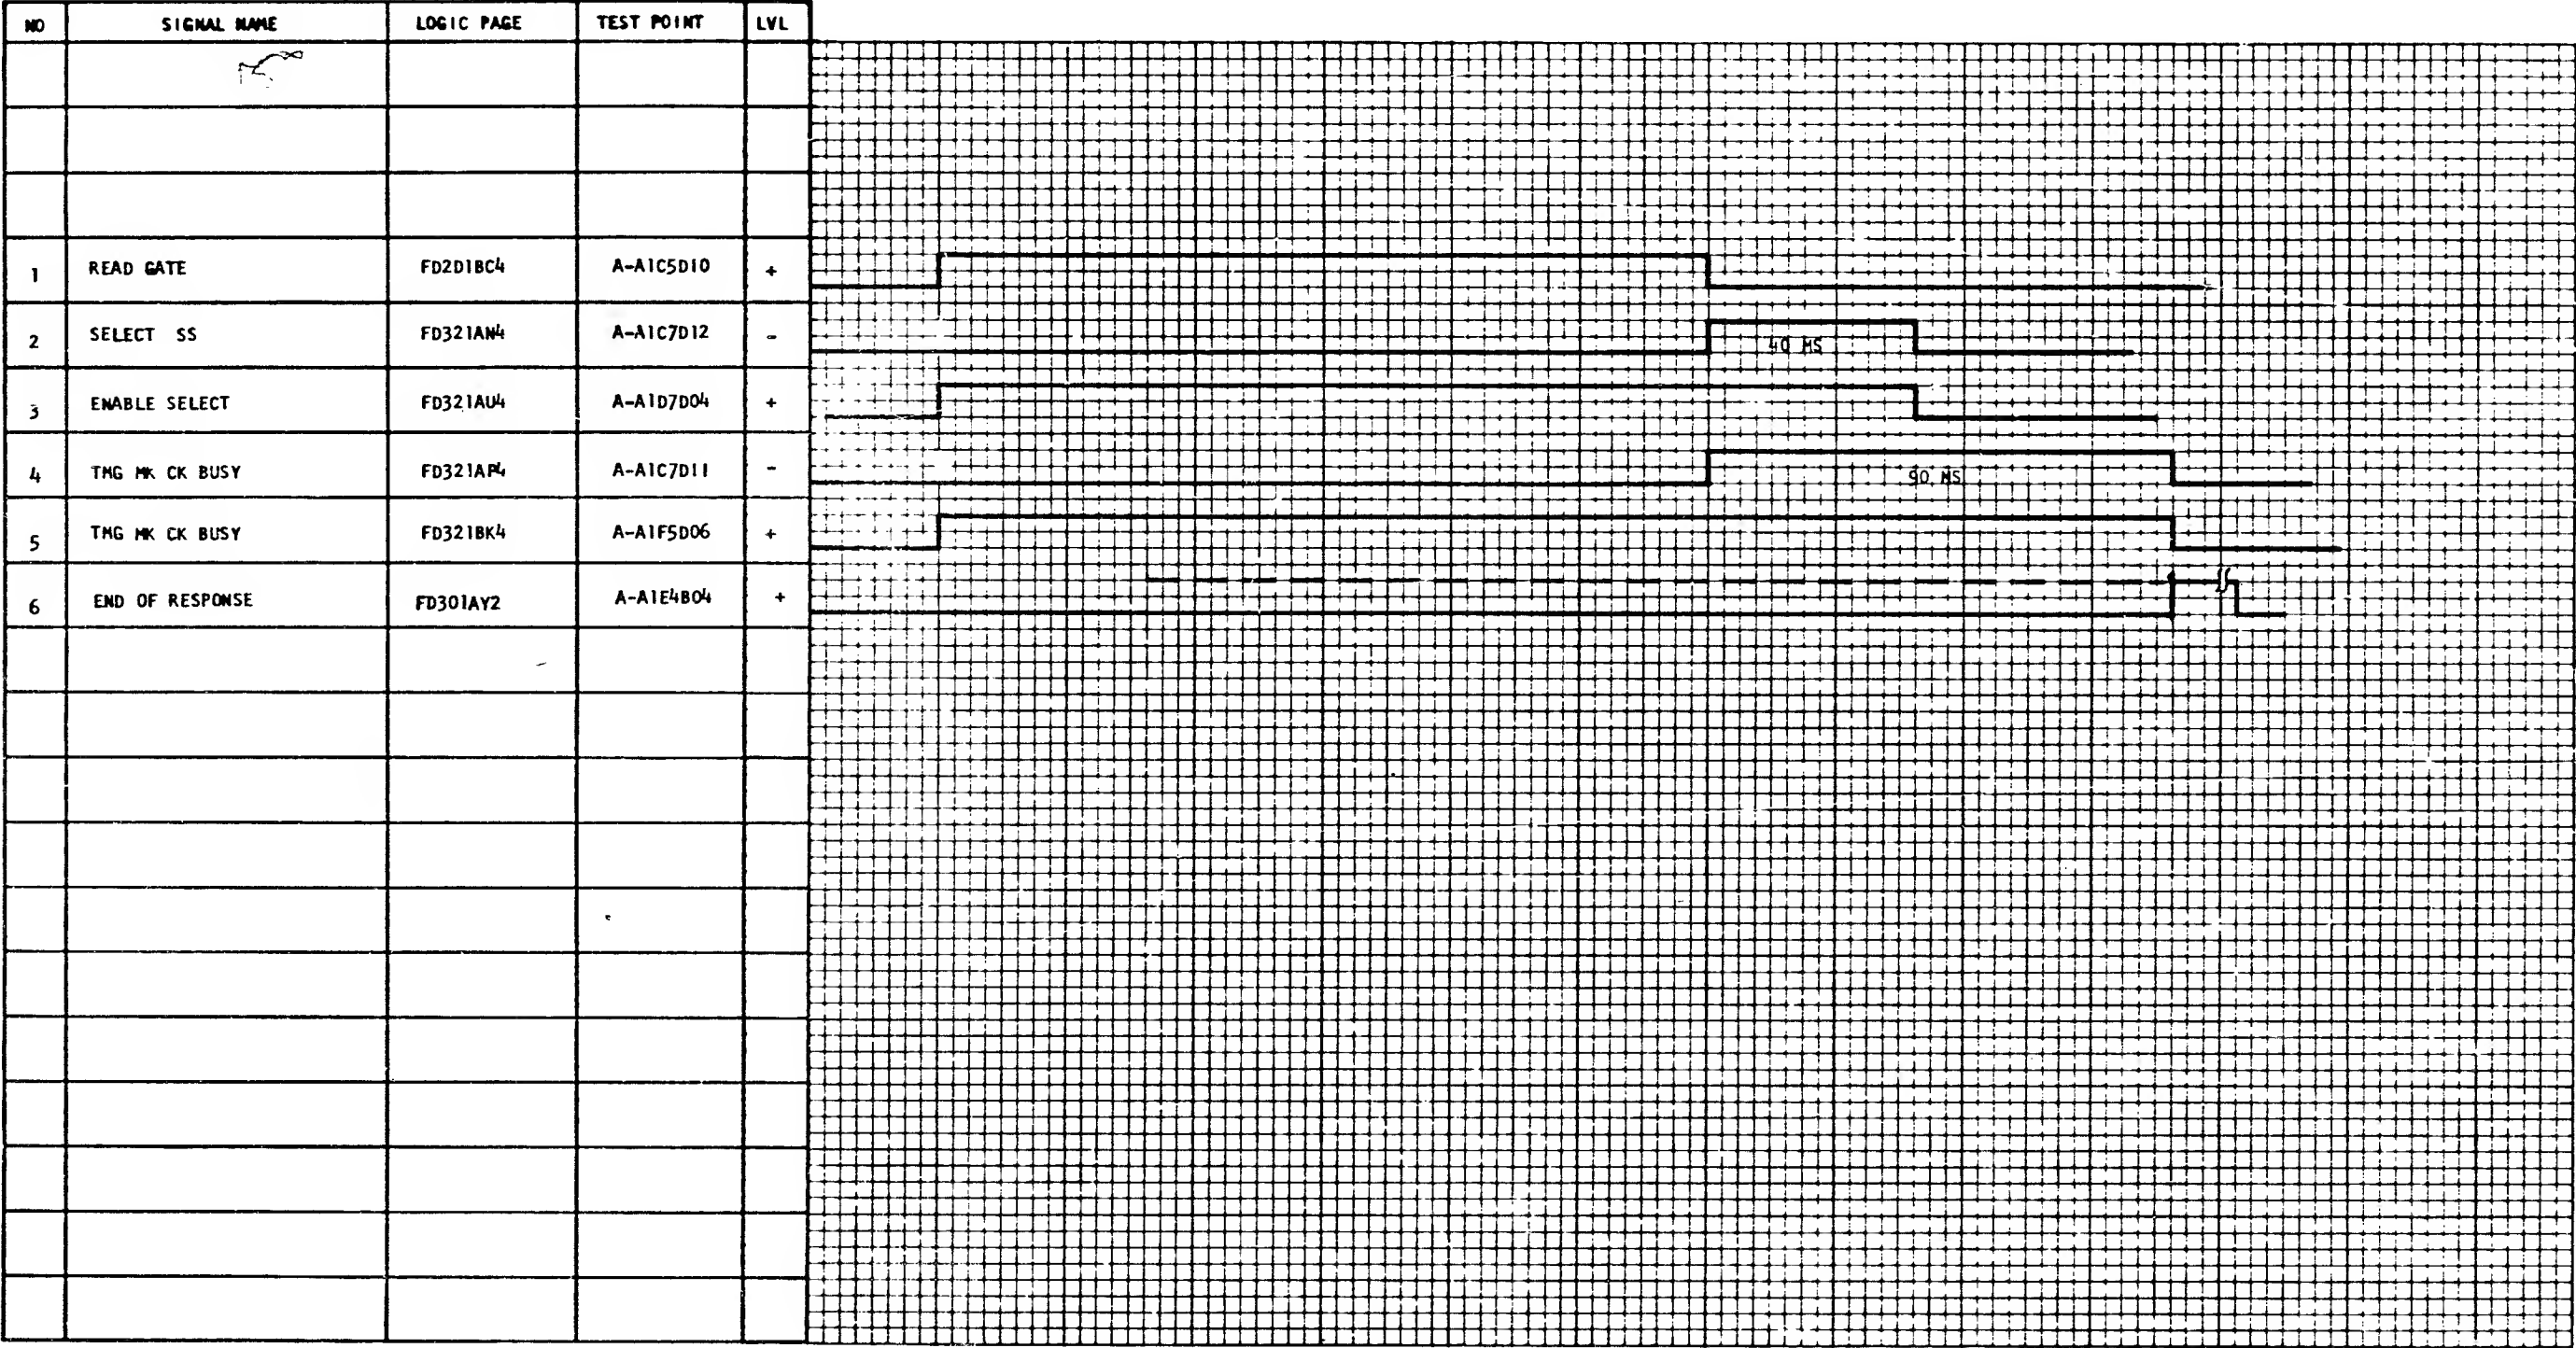 NO SIGNAL NAME LOGIC PAGE TEST POINT LVL
1 READ GATE FD2D1BC4 A-A1C5D10 +
2 SELECT SS FD321AN4 A-A1C7D12 -
40 MS
3 ENABLE SELECT FD321AU4 A-A1D7D04 +
4 TMG MK CK BUSY FD321AP4 A-A1C7D11 -
90 MS
5 TMG MK CK BUSY FD321BK4 A-A1F5D06 +
6 END OF RESPONSE FD301AY2 A-A1E4B04 +